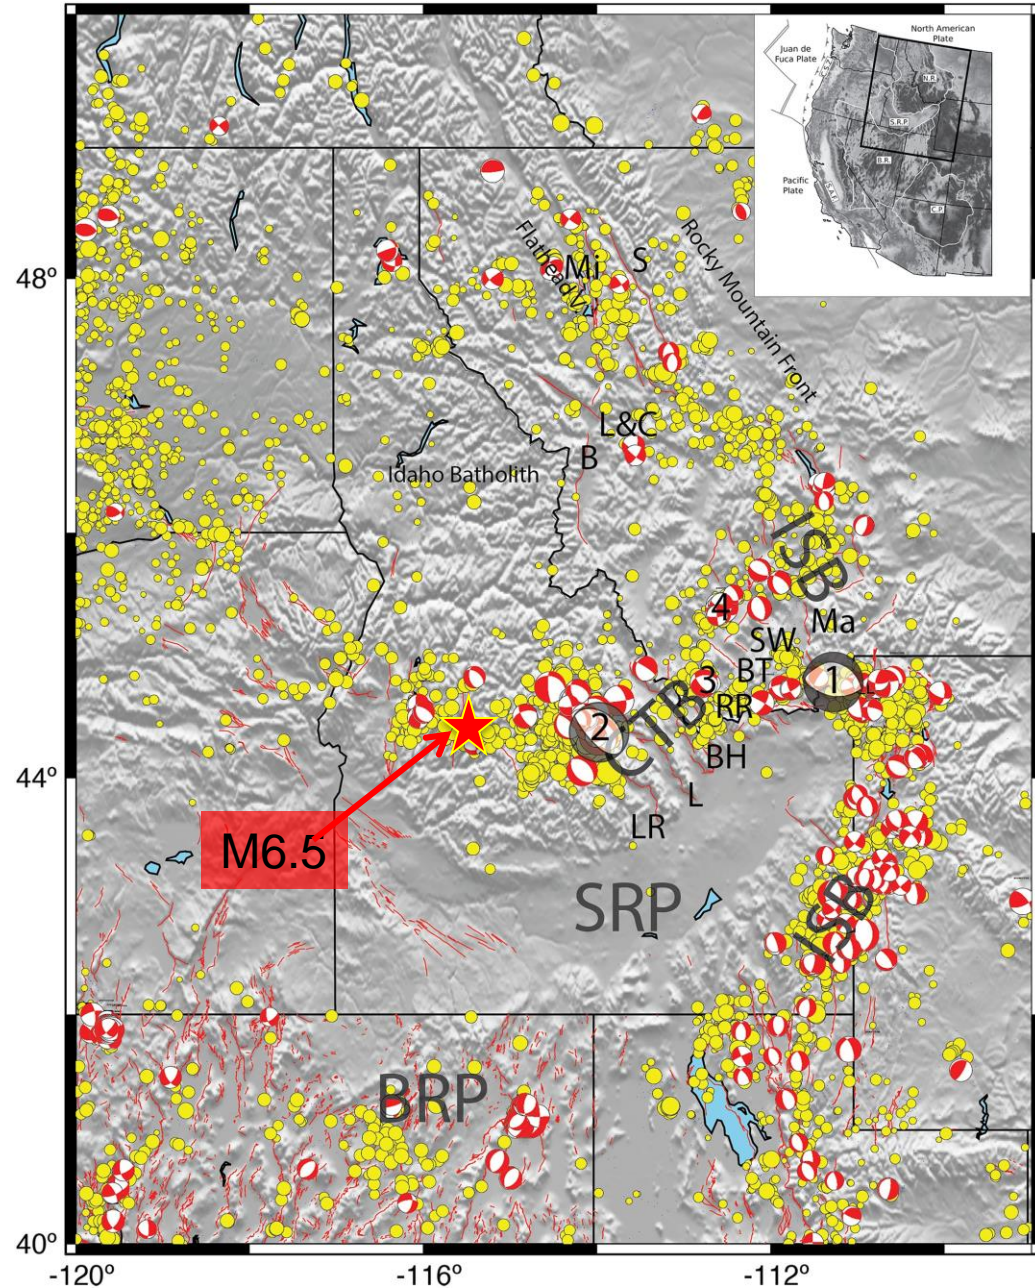 North American
Plate
Juan de
Fuca Plate
N.R.
S.R.P.
B.R.
Pacific
Plate
S.A.F.
C.P.
48°
Flathead V.
Mi
S
Rocky Mountain Front
L&C
B
Idaho Batholith
ISB
4
Ma
SW
3
BT
1
RR
2
CTB
BH
44°
L
LR
M6.5
SRP
ISB
BRP
40°
-120°
-116°
-112°